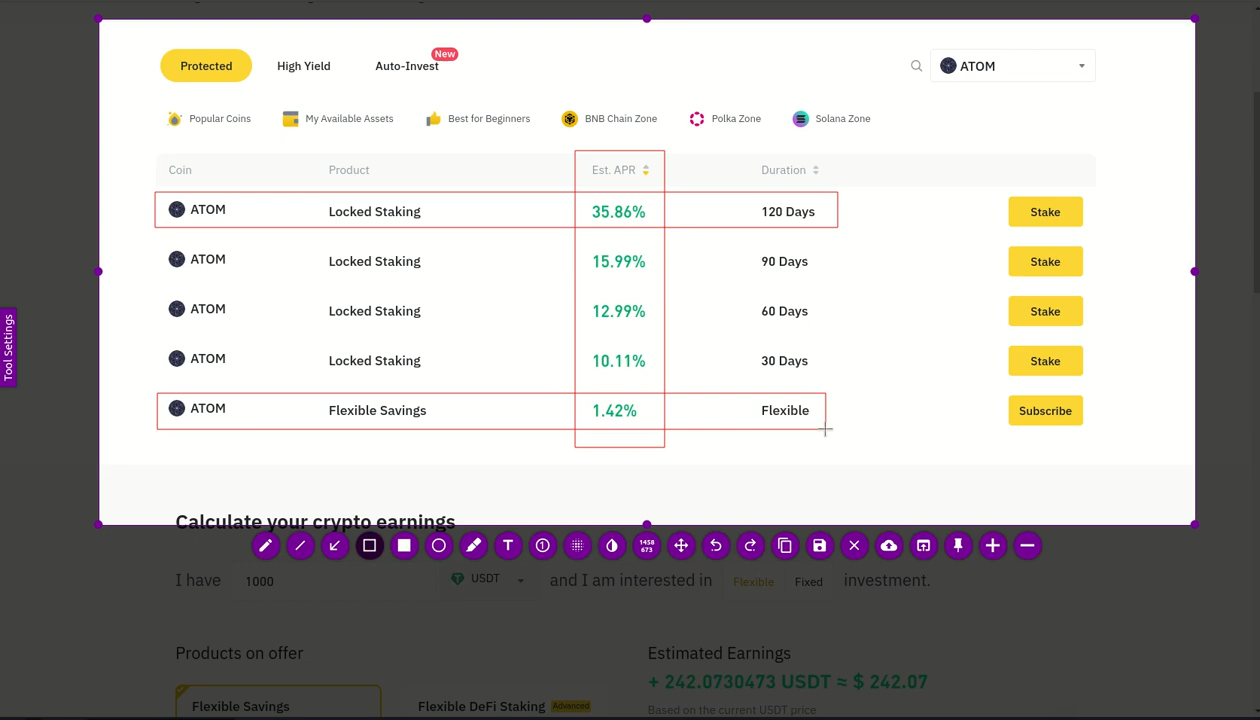 New
Protected High Yield Auto-Invest ATOM
Popular Coins My Available Assets Best for Beginners BNB Chain Zone Polka Zone Solana Zone
Coin Product Est. APR Duration
ATOM Locked Staking 35.86% 120 Days Stake
ATOM Locked Staking 15.99% 90 Days Stake
ATOM Locked Staking 12.99% 60 Days Stake
ATOM Locked Staking 10.11% 30 Days Stake
ATOM Flexible Savings 1.42% Flexible Subscribe
Tool Settings
Calculate your crypto earnings
T 1 1458
673
I have 1000 USDT and I am interested in Flexible Fixed investment.
Products on offer Estimated Earnings
+ 242.0730473 USDT ≈ $ 242.07
Flexible Savings Flexible DeFi Staking Advanced Based on the current USDT price